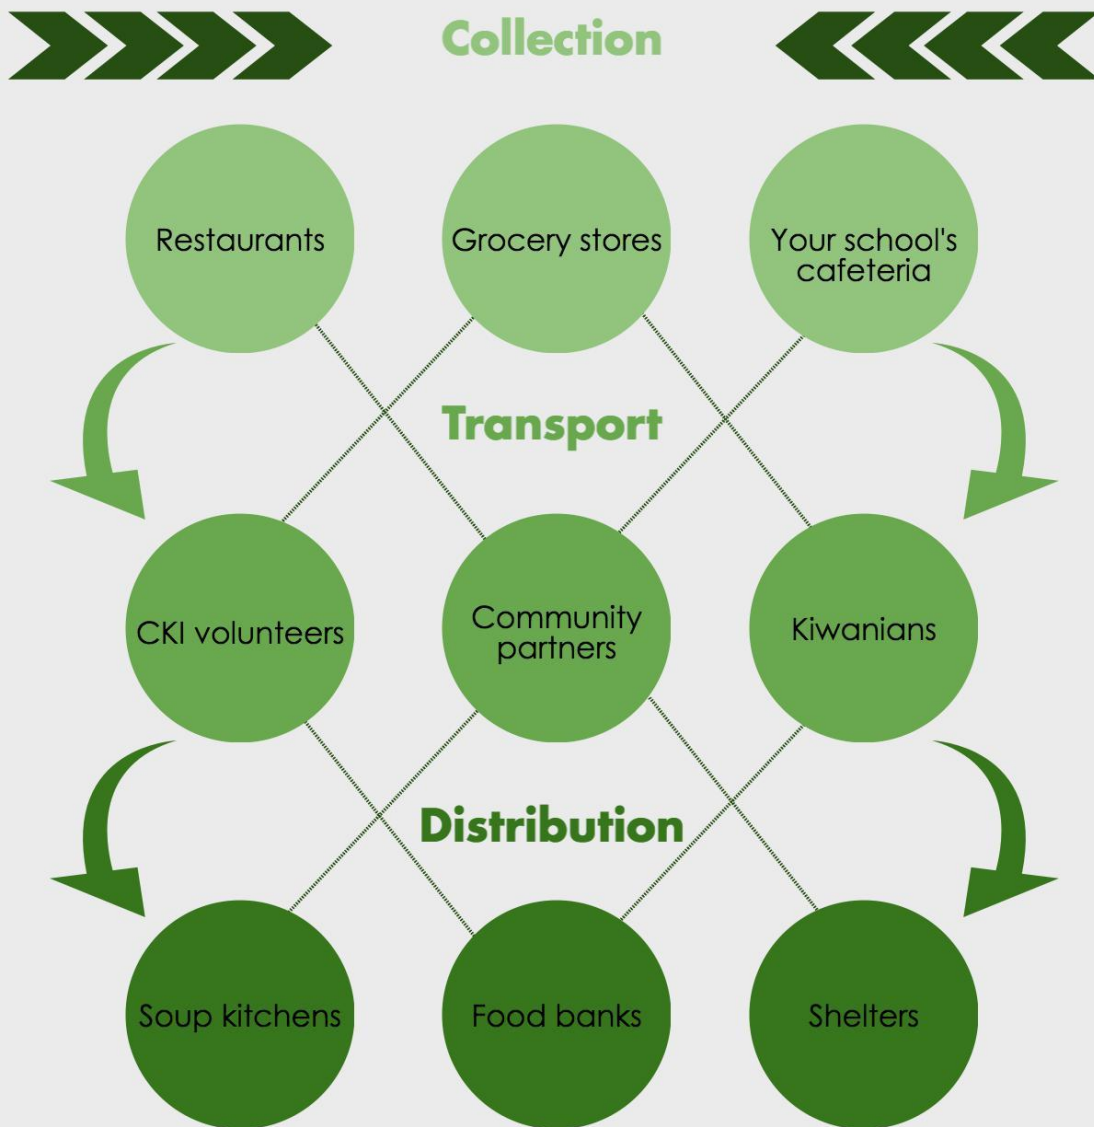 Collection
Restaurants
Grocery stores
Your school's
cafeteria
Transport
CKI volunteers
Community
partners
Kiwanians
Distribution
Soup kitchens
Food banks
Shelters